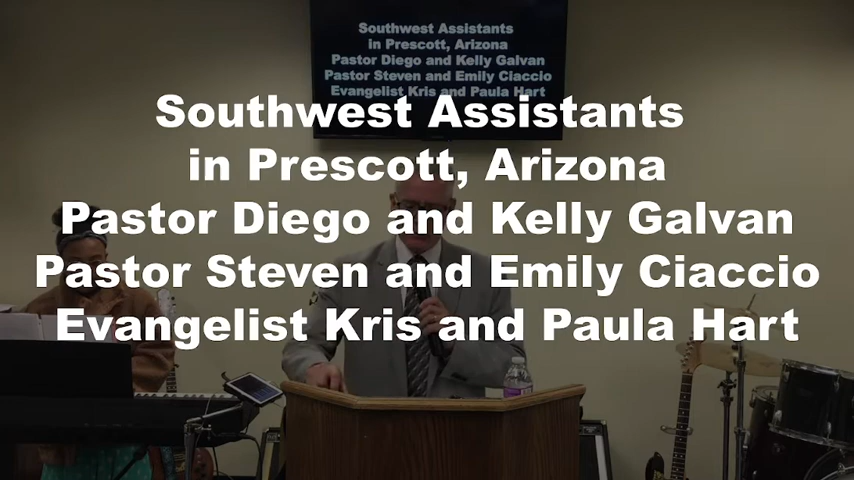 Southwest Assistants
in Prescott, Arizona
Pastor Diego and Kelly Galvan
Pastor Steven and Emily Ciaccio
Evangelist Kris and Paula Hart
Southwest Assistants
in Prescott, Arizona
Pastor Diego and Kelly Galvan
Pastor Steven and Emily Ciaccio
Evangelist Kris and Paula Hart